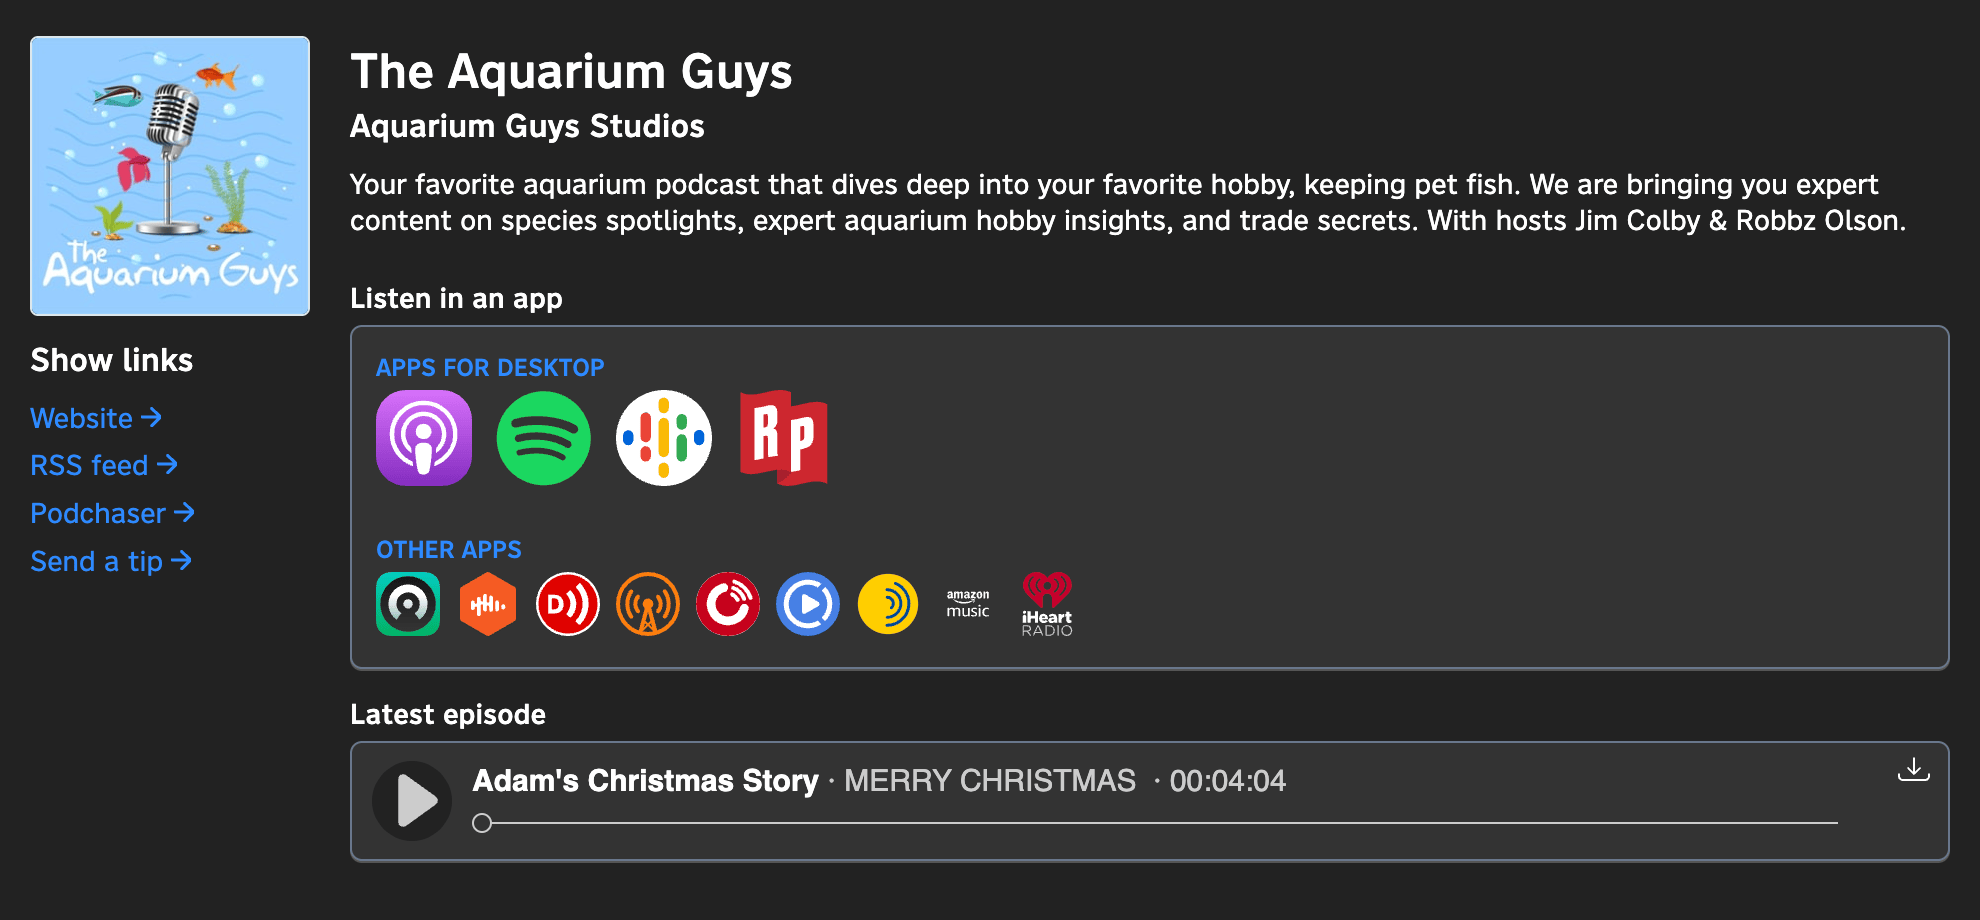 The
Aquarium Guys
Show links
Website →
RSS feed →
Podchaser →
Send a tip →
The Aquarium Guys
Aquarium Guys Studios
Your favorite aquarium podcast that dives deep into your favorite hobby, keeping pet fish. We are bringing you expert
content on species spotlights, expert aquarium hobby insights, and trade secrets. With hosts Jim Colby & Robbz Olson.
Listen in an app
APPS FOR DESKTOP
RP
OTHER APPS
D
amazon
music
iHeart
RADIO
Latest episode
Adam's Christmas Story · MERRY CHRISTMAS · 00:04:04